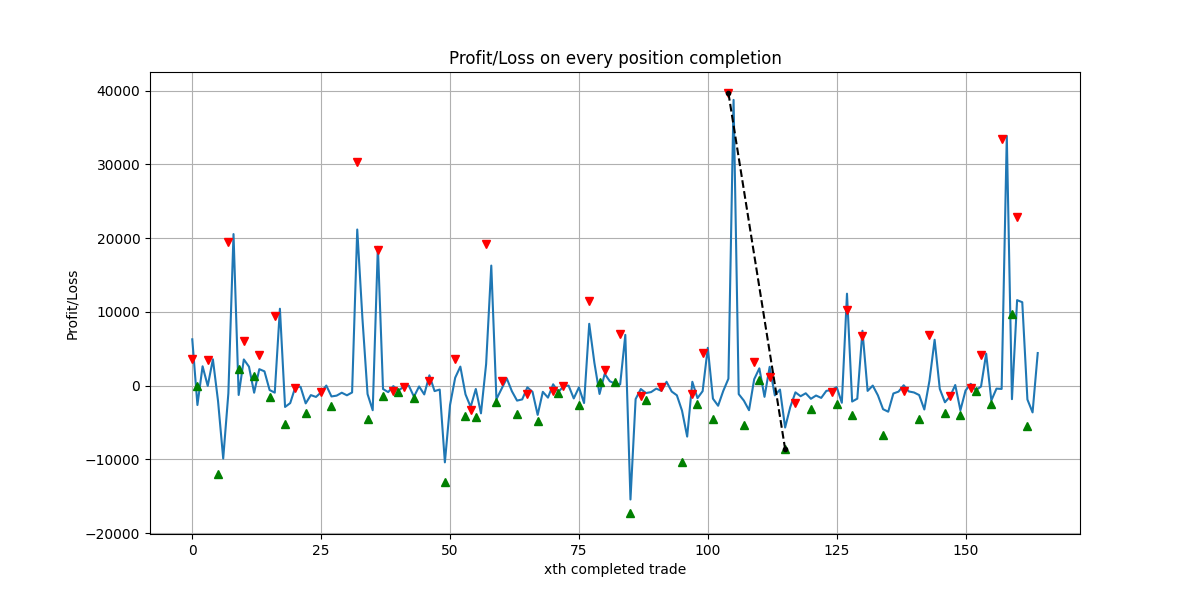 Profit/Loss on every position completion
40000
30000
20000
10000
0
−10000
−20000
Profit/Loss
0 25 50 75 100 125 150
xth completed trade